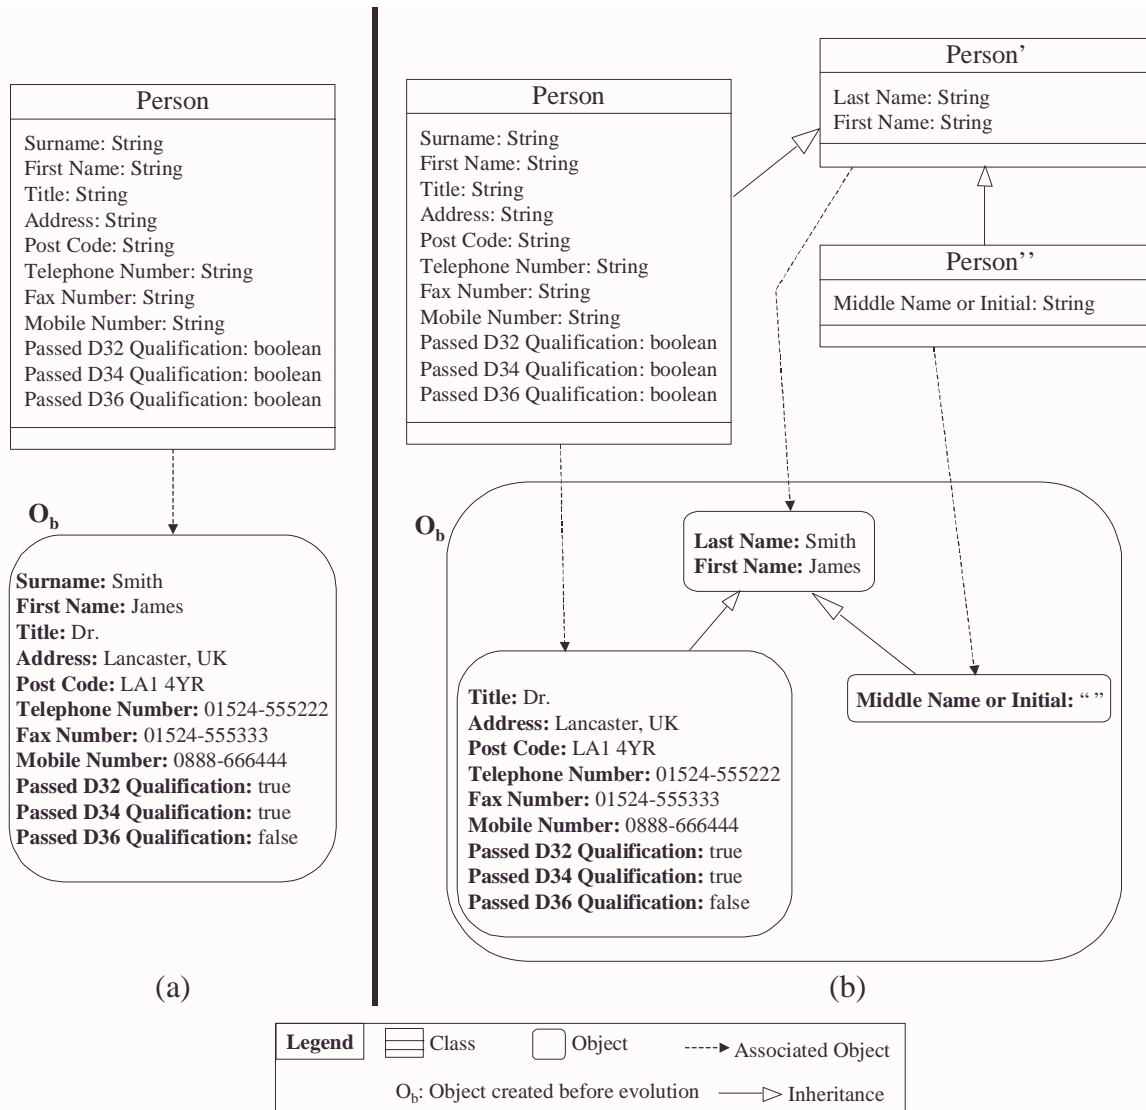 Person
Surname: String
First Name: String
Title: String
Address: String
Post Code: String
Telephone Number: String
Fax Number: String
Mobile Number: String
Passed D32 Qualification: boolean
Passed D34 Qualification: boolean
Passed D36 Qualification: boolean
Ob
Surname: Smith
First Name: James
Title: Dr.
Address: Lancaster, UK
Post Code: LA1 4YR
Telephone Number: 01524-555222
Fax Number: 01524-555333
Mobile Number: 0888-666444
Passed D32 Qualification: true
Passed D34 Qualification: true
Passed D36 Qualification: false
(a)
Person
Surname: String
First Name: String
Title: String
Address: String
Post Code: String
Telephone Number: String
Fax Number: String
Mobile Number: String
Passed D32 Qualification: boolean
Passed D34 Qualification: boolean
Passed D36 Qualification: boolean
Person’
Last Name: String
First Name: String
Person’’
Middle Name or Initial: String
Ob
Last Name: Smith
First Name: James
Title: Dr.
Address: Lancaster, UK
Post Code: LA1 4YR
Telephone Number: 01524-555222
Fax Number: 01524-555333
Mobile Number: 0888-666444
Passed D32 Qualification: true
Passed D34 Qualification: true
Passed D36 Qualification: false
Middle Name or Initial: “ ”
(b)
Legend
Class
Object
Associated Object
Ob: Object created before evolution
Inheritance